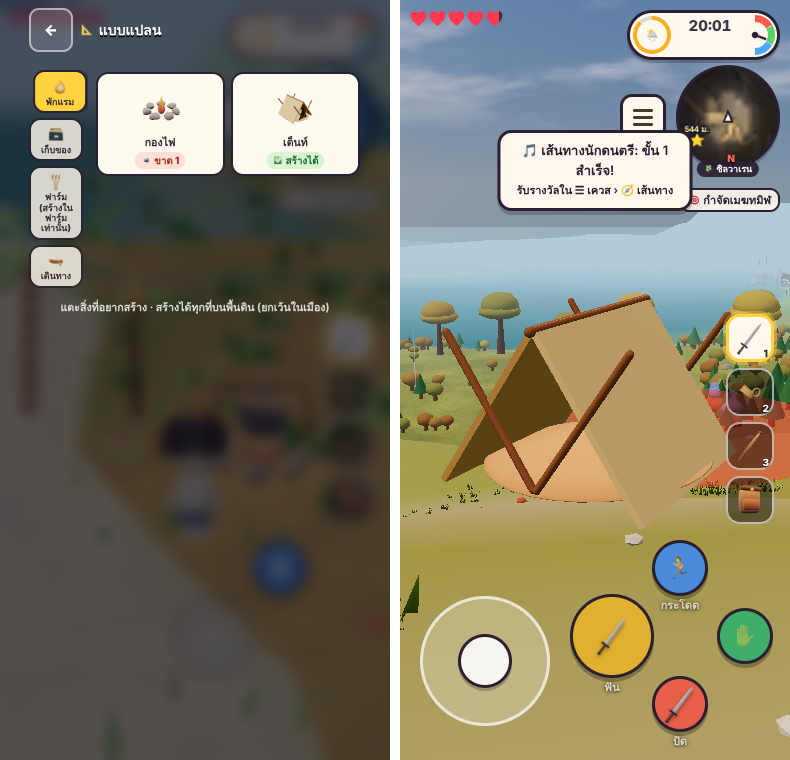 แบบแปลน
พักแรม
เก็บของ
ฟาร์ม
(สร้างใน
ฟาร์ม
เท่านั้น)
เดินทาง
กองไฟ
ขาด 1
เต็นท์
สร้างได้
แตะสิ่งที่อยากสร้าง · สร้างได้ทุกที่บนพื้นดิน (ยกเว้นในเมือง)
20:01
544 ม.
N
ซิลวาเรน
เส้นทางนักดนตรี: ขั้น 1
สำเร็จ!
รับรางวัลใน ☰ เควส › 🧭 เส้นทาง
กำจัดเมฆทมิฬ
1
2
3
กระโดด
ฟัน
ปัด